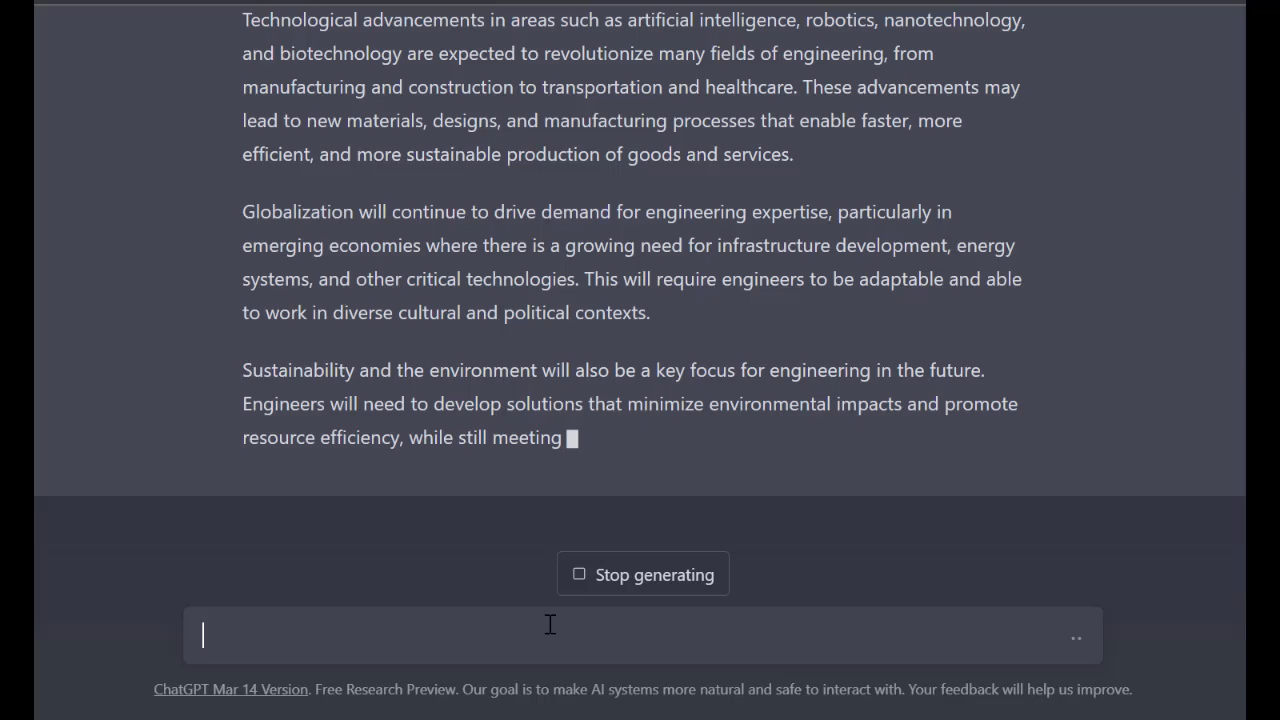 Technological advancements in areas such as artificial intelligence, robotics, nanotechnology,
and biotechnology are expected to revolutionize many fields of engineering, from
manufacturing and construction to transportation and healthcare. These advancements may
lead to new materials, designs, and manufacturing processes that enable faster, more
efficient, and more sustainable production of goods and services.
Globalization will continue to drive demand for engineering expertise, particularly in
emerging economies where there is a growing need for infrastructure development, energy
systems, and other critical technologies. This will require engineers to be adaptable and able
to work in diverse cultural and political contexts.
Sustainability and the environment will also be a key focus for engineering in the future.
Engineers will need to develop solutions that minimize environmental impacts and promote
resource efficiency, while still meeting
Stop generating
ChatGPT Mar 14 Version. Free Research Preview. Our goal is to make AI systems more natural and safe to interact with. Your feedback will help us improve.